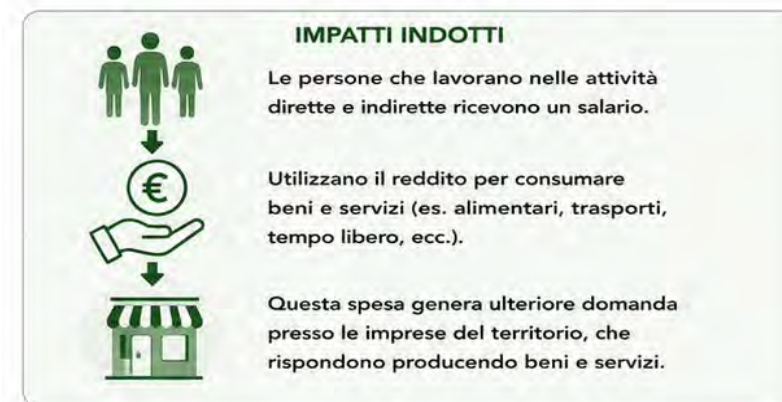 IMPATTI INDOTTI
Le persone che lavorano nelle attività
dirette e indirette ricevono un salario.
€
Utilizzano il reddito per consumare
beni e servizi (es. alimentari, trasporti,
tempo libero, ecc.).
Questa spesa genera ulteriore domanda
presso le imprese del territorio, che
rispondono producendo beni e servizi.